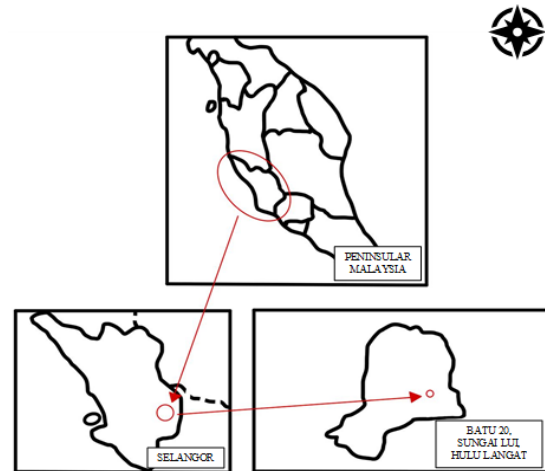 PENINSULAR
MALAYSIA
SELANGOR
BATU 20,
SUNGAI LUI,
HULU LANGAT